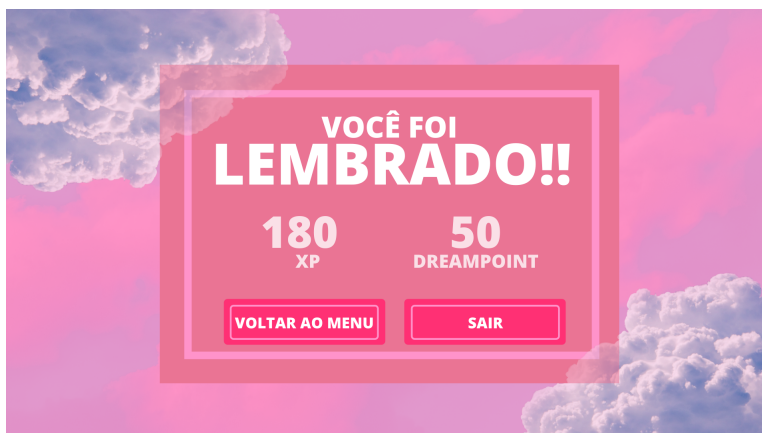 VOCÊ FOI
LEMBRADO!!
180
XP
50
DREAMPOINT
VOLTAR AO MENU
SAIR